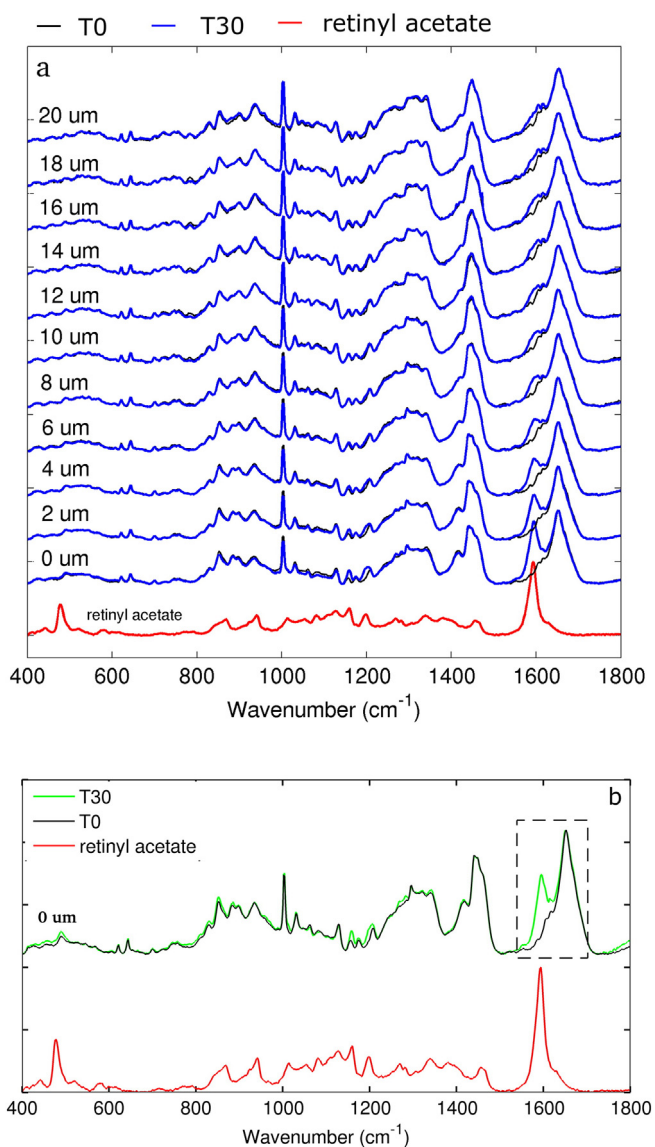 T0 T30 retinyl acetate
a
20 um
18 um
16 um
14 um
12 um
10 um
8 um
6 um
4 um
2 um
0 um
retinyl acetate
400 600 800 1000 1200 1400 1600 1800
Wavenumber (cm-1)
b
T30
T0
retinyl acetate
0 um
400 600 800 1000 1200 1400 1600 1800
Wavenumber (cm-1)